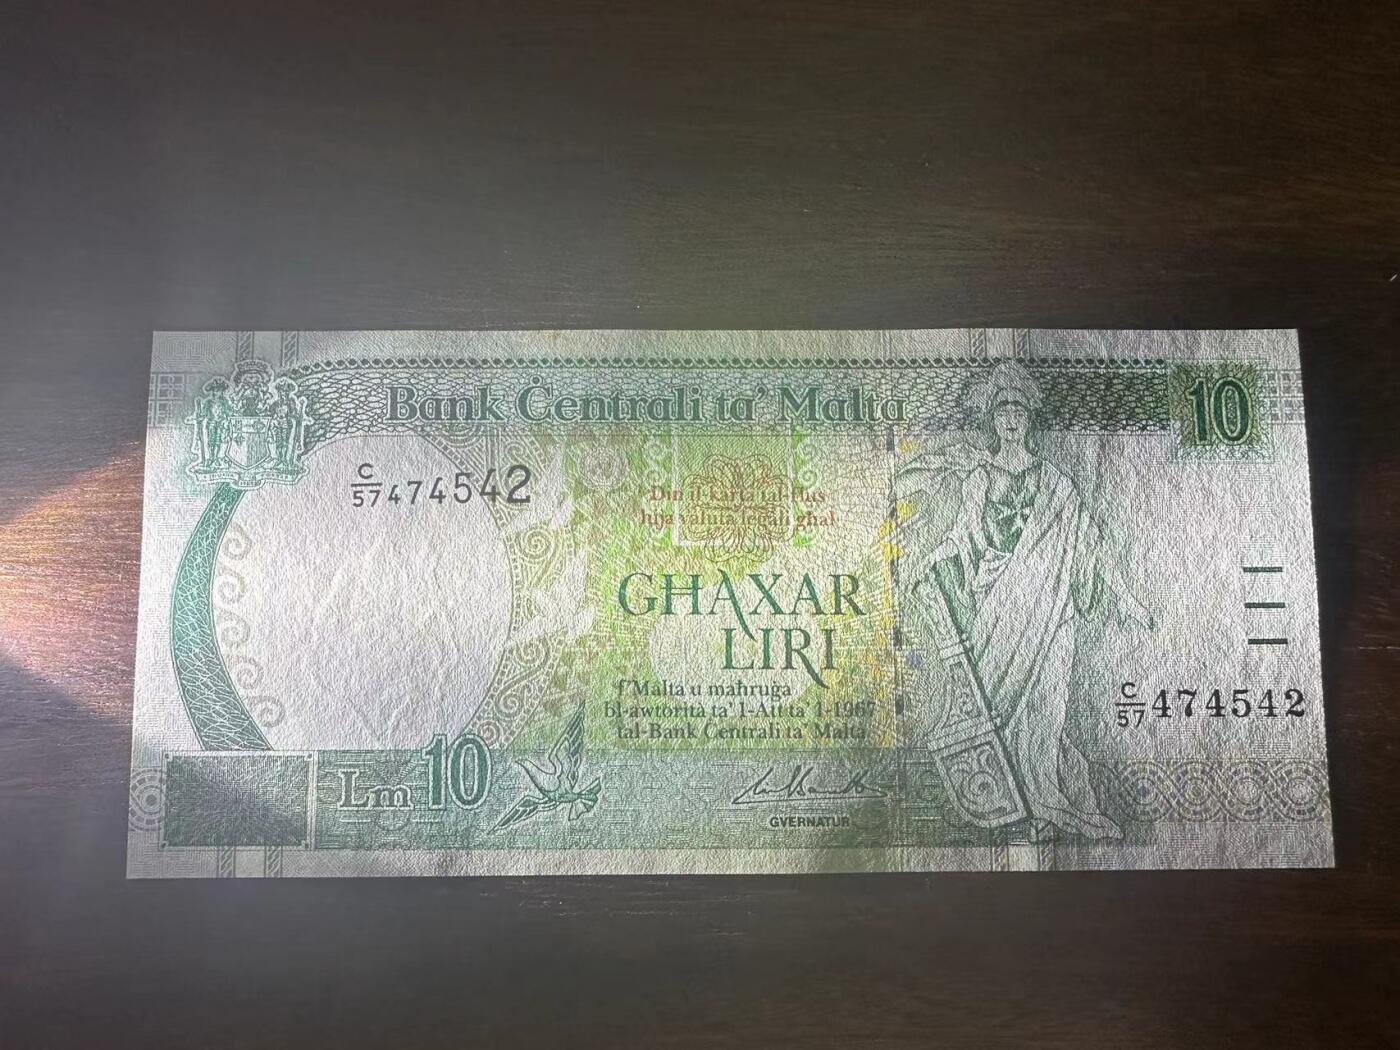 Bank Ċentrali ta' Malta
10
C/57 474542
Din il-karta tal-flus
hija valuta legali għal
GĦAXAR
LIRI
f'Malta u maħruġa
bl-awtorità ta' l-Att ta' l-1967
tal-Bank Ċentrali ta' Malta
C/57 474542
Lm 10
GVERNATUR